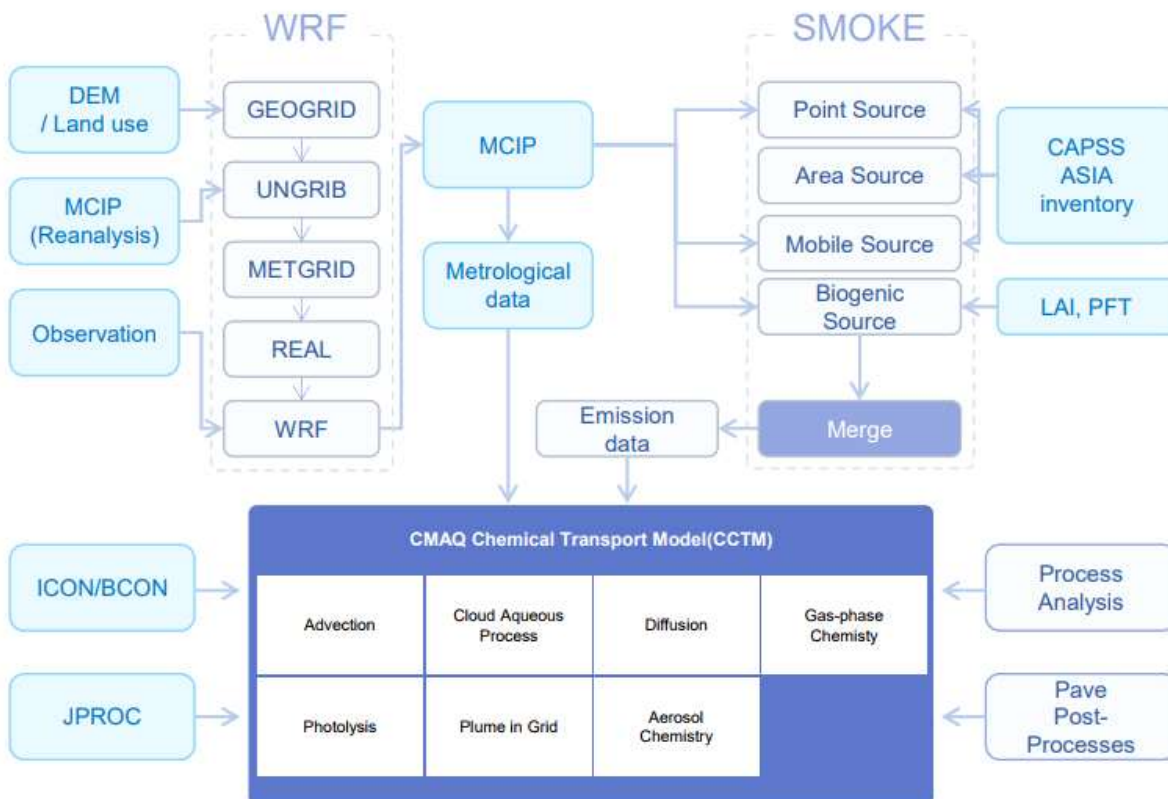 WRF
SMOKE
DEM
/ Land use
GEOGRID
Point Source
MCIP
CAPSS
ASIA
inventory
MCIP
(Reanalysis)
UNGRIB
Area Source
METGRID
Metrological
data
Mobile Source
Observation
REAL
Biogenic
Source
LAI, PFT
WRF
Emission
data
Merge
CMAQ Chemical Transport Model(CCTM)
ICON/BCON
Advection
Cloud Aqueous
Process
Diffusion
Gas-phase
Chemisty
Process
Analysis
JPROC
Photolysis
Plume in Grid
Aerosol
Chemistry
Pave
Post-
Processes